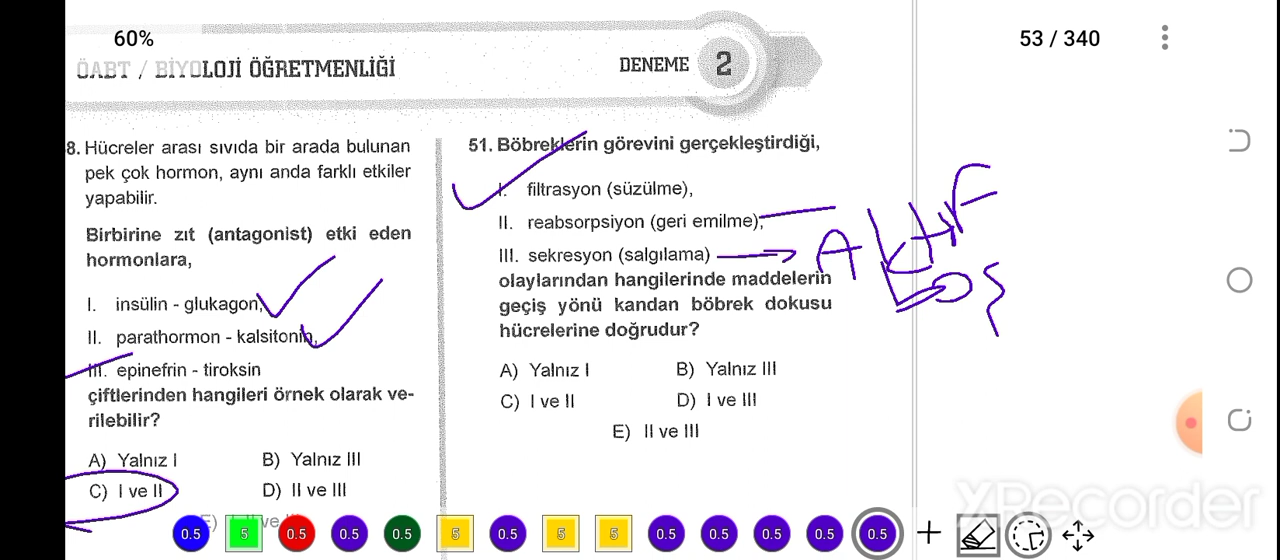 60%
53 / 340
ÖABT / BİYOLOJİ ÖĞRETMENLİĞİ
DENEME 2
8. Hücreler arası sıvıda bir arada bulunan
pek çok hormon, aynı anda farklı etkiler
yapabilir.
Birbirine zıt (antagonist) etki eden
hormonlara,
I. insülin - glukagon,
II. parathormon - kalsitonin,
III. epinefrin - tiroksin
çiftlerinden hangileri örnek olarak ve-
rilebilir?
A) Yalnız I
B) Yalnız III
C) I ve II
D) II ve III
51. Böbreklerin görevini gerçekleştirdiği,
I. filtrasyon (süzülme),
II. reabsorpsiyon (geri emilme),
III. sekresyon (salgılama)
Aktif
boş
olaylarından hangilerinde maddelerin
geçiş yönü kandan böbrek dokusu
hücrelerine doğrudur?
A) Yalnız I
B) Yalnız III
C) I ve II
D) I ve III
E) II ve III
0.5 5 0.5 0.5 0.5 5 0.5 5 5 0.5 0.5 0.5 0.5 0.5
XRecorder